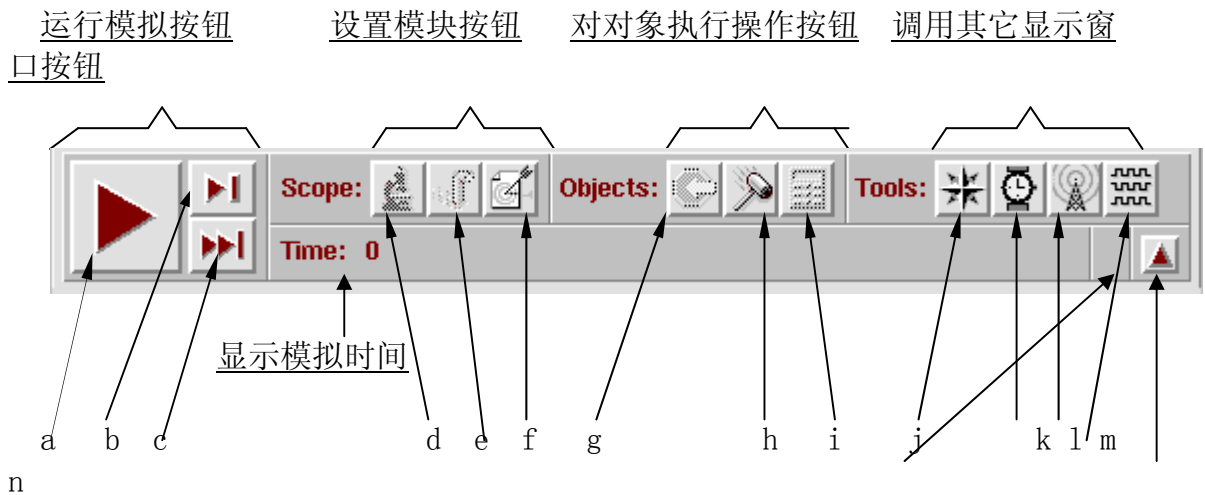 运行模拟按钮 设置模块按钮 对对象执行操作按钮 调用其它显示窗
口按钮
Scope: Objects: Tools:
Time: 0
显示模拟时间
a b c d e f g h i j k l m
n